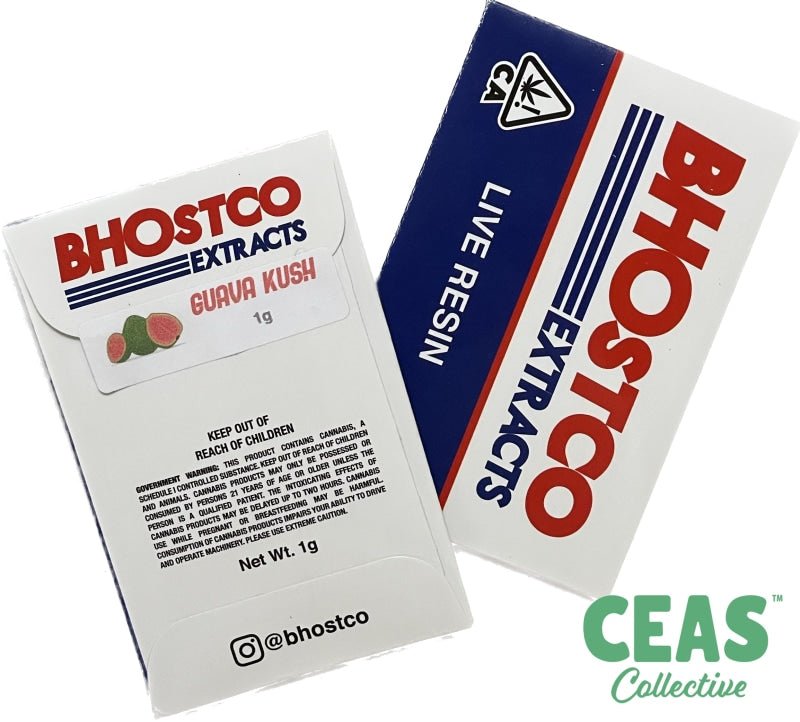 BHOSTCO
EXTRACTS
GUAVA KUSH
1g
KEEP OUT OF
REACH OF CHILDREN
GOVERNMENT WARNING: THIS PRODUCT CONTAINS CANNABIS, A
SCHEDULE I CONTROLLED SUBSTANCE. KEEP OUT OF REACH OF CHILDREN
AND ANIMALS. CANNABIS PRODUCTS MAY ONLY BE POSSESSED OR
CONSUMED BY PERSONS 21 YEARS OF AGE OR OLDER UNLESS THE
PERSON IS A QUALIFIED PATIENT. THE INTOXICATING EFFECTS OF
CANNABIS PRODUCTS MAY BE DELAYED UP TO TWO HOURS. CANNABIS
USE WHILE PREGNANT OR BREASTFEEDING MAY BE HARMFUL.
CONSUMPTION OF CANNABIS PRODUCTS IMPAIRS YOUR ABILITY TO DRIVE
AND OPERATE MACHINERY. PLEASE USE EXTREME CAUTION.
Net Wt. 1g
@bhostco
!
CA
LIVE RESIN
BHOSTCO
EXTRACTS
CEAS™
Collective